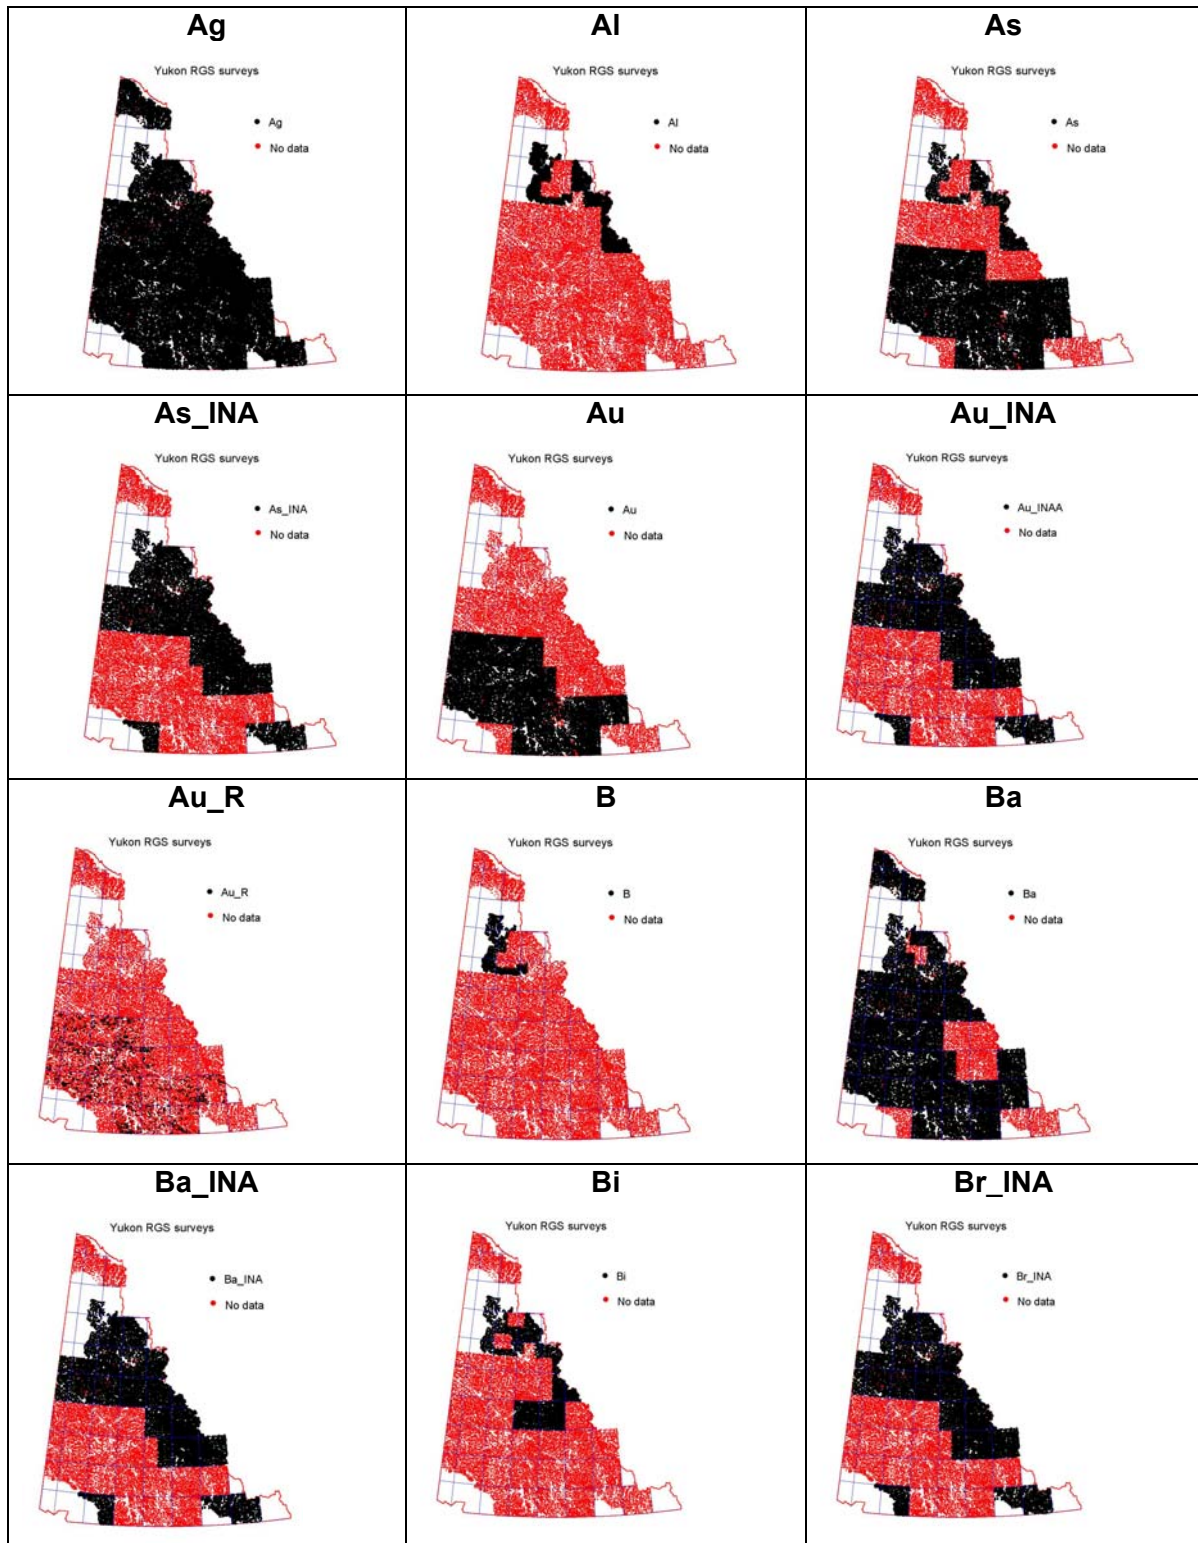 Ag
Yukon RGS surveys
Ag
No data
Al
Yukon RGS surveys
Al
No data
As
Yukon RGS surveys
As
No data
As_INA
Yukon RGS surveys
As_INA
No data
Au
Yukon RGS surveys
Au
No data
Au_INA
Yukon RGS surveys
Au_INAA
No data
Au_R
Yukon RGS surveys
Au_R
No data
B
Yukon RGS surveys
B
No data
Ba
Yukon RGS surveys
Ba
No data
Ba_INA
Yukon RGS surveys
Ba_INA
No data
Bi
Yukon RGS surveys
Bi
No data
Br_INA
Yukon RGS surveys
Br_INA
No data